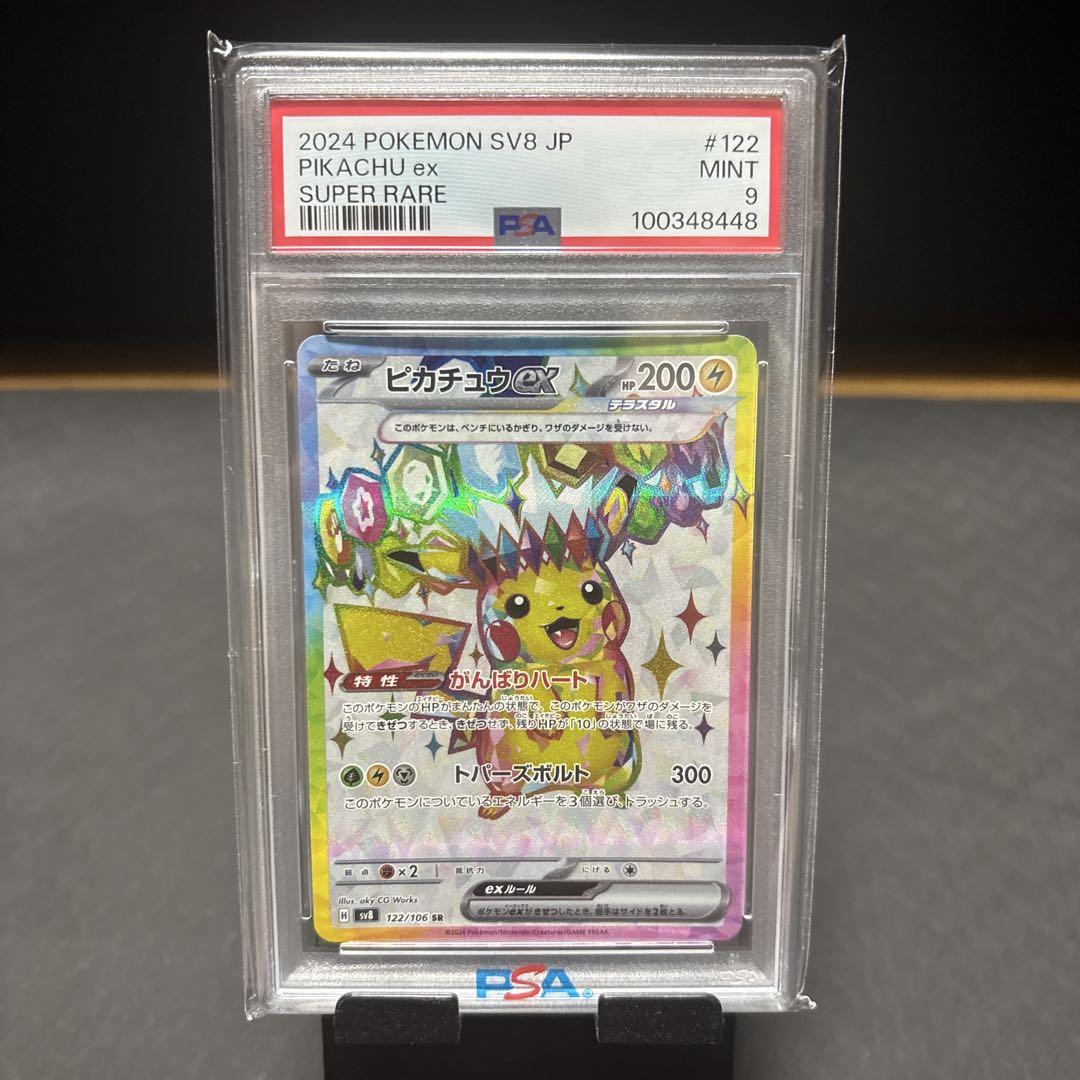 2024 POKEMON SV8 JP #122
PIKACHU ex MINT
SUPER RARE 9
PSA 100348448
たね ピカチュウex HP200
テラスタル
このポケモンは、ベンチにいるかぎり、ワザのダメージを受けない。
特性 がんばりハート
このポケモンのHPがまんたんの状態で、このポケモンがワザのダメージを
受けてきぜつするとき、きぜつせず、残りHPが「10」の状態で場に残る。
トパーズボルト 300
このポケモンについているエネルギーを3個選び、トラッシュする。
弱点 ×2 抵抗力 にげる
exルール
ポケモンexがきぜつしたとき、相手はサイドを2枚とる。
Illus. aky CG Works
H sv8 122/106 SR
©2024 Pokémon/Nintendo/Creatures/GAME FREAK.
PSA®